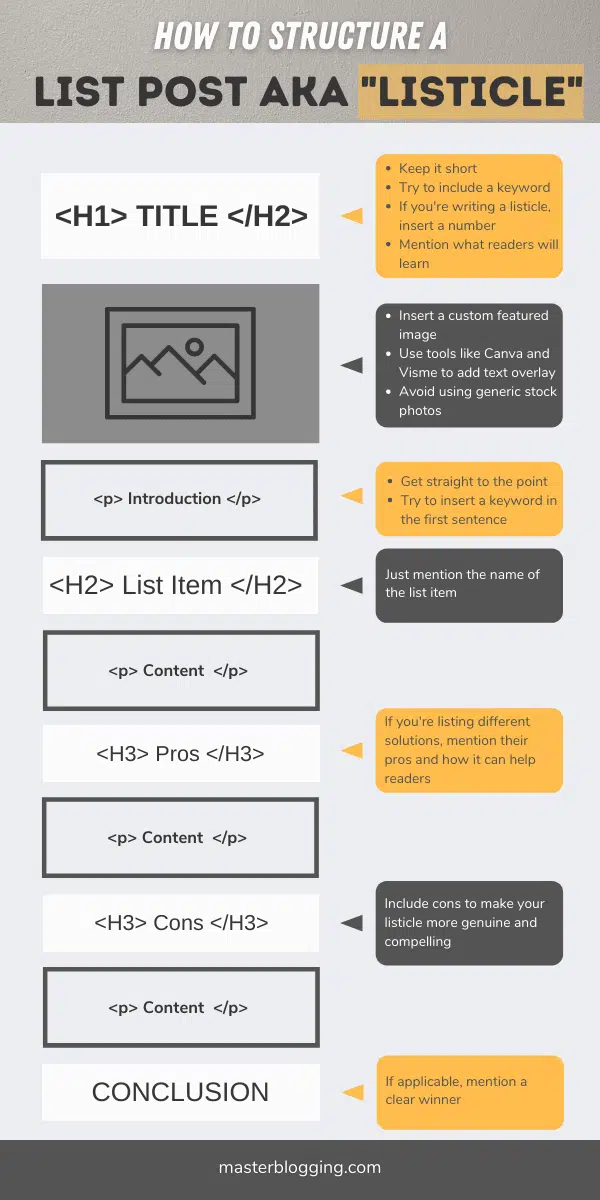 HOW TO STRUCTURE A
LIST POST AKA "LISTICLE"
<H1> TITLE </H2>
• Keep it short
• Try to include a keyword
• If you're writing a listicle,
insert a number
• Mention what readers will
learn
• Insert a custom featured
image
• Use tools like Canva and
Visme to add text overlay
• Avoid using generic stock
photos
<p> Introduction </p>
• Get straight to the point
• Try to insert a keyword in
the first sentence
<H2> List Item </H2>
Just mention the name of
the list item
<p> Content </p>
<H3> Pros </H3>
If you're listing different
solutions, mention their
pros and how it can help
readers
<p> Content </p>
<H3> Cons </H3>
Include cons to make your
listicle more genuine and
compelling
<p> Content </p>
CONCLUSION
If applicable, mention a
clear winner
masterblogging.com